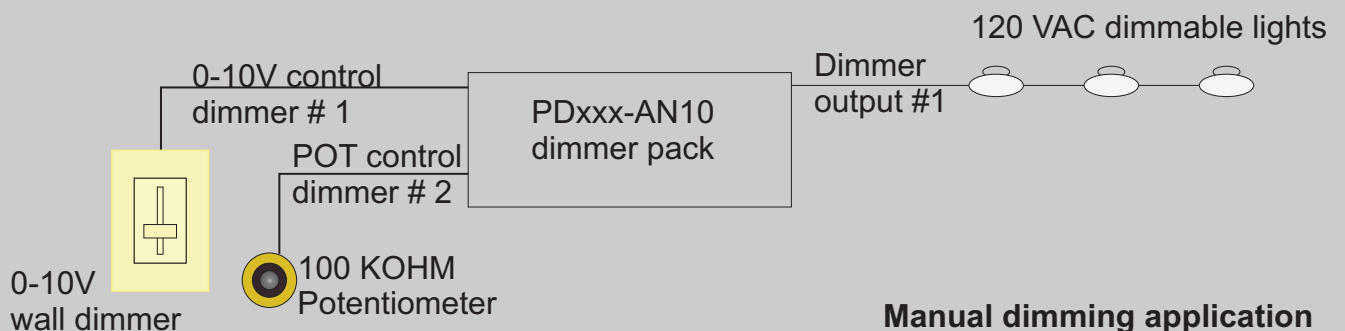 120 VAC dimmable lights
0-10V control
dimmer # 1
PDxxx-AN10
dimmer pack
Dimmer
output #1
POT control
dimmer # 2
100 KOHM
Potentiometer
0-10V
wall dimmer
Manual dimming application